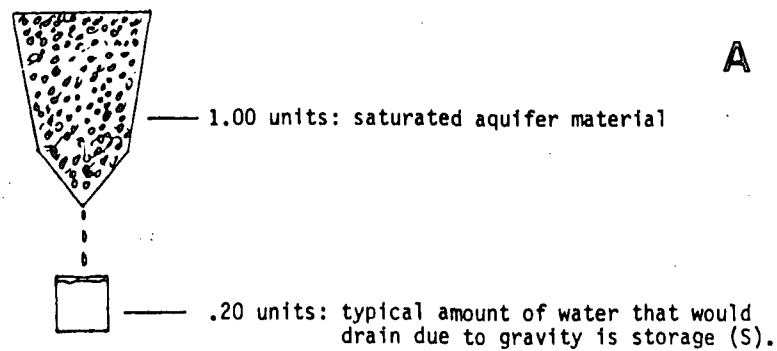 A
1.00 units: saturated aquifer material
.20 units: typical amount of water that would
drain due to gravity is storage (S).